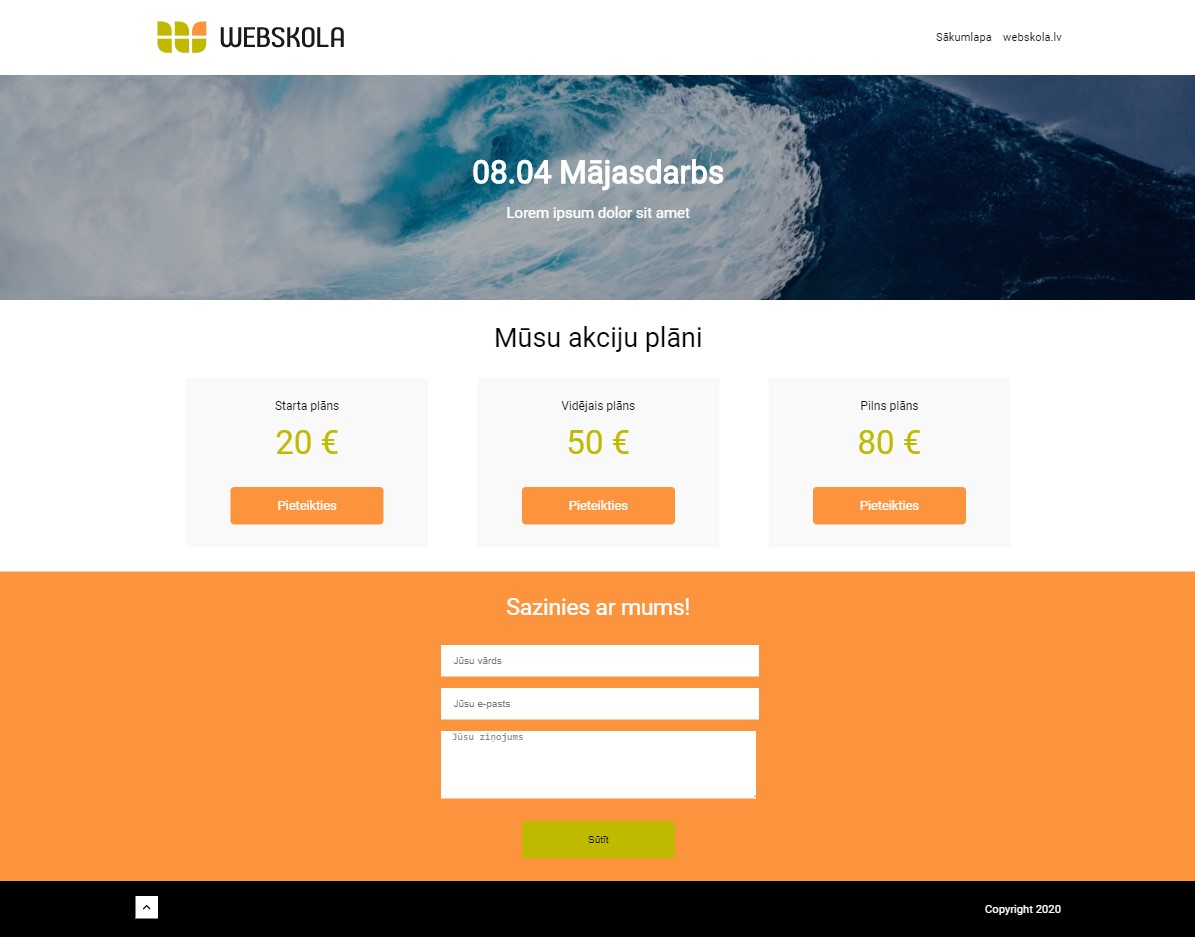 WEBSKOLA
Sākumlapa webskola.lv
08.04 Mājasdarbs
Lorem ipsum dolor sit amet
Mūsu akciju plāni
Starta plāns
20 €
Pieteikties
Vidējais plāns
50 €
Pieteikties
Pilns plāns
80 €
Pieteikties
Sazinies ar mums!
Jūsu vārds
Jūsu e-pasts
Jūsu ziņojums
Sūtīt
Copyright 2020